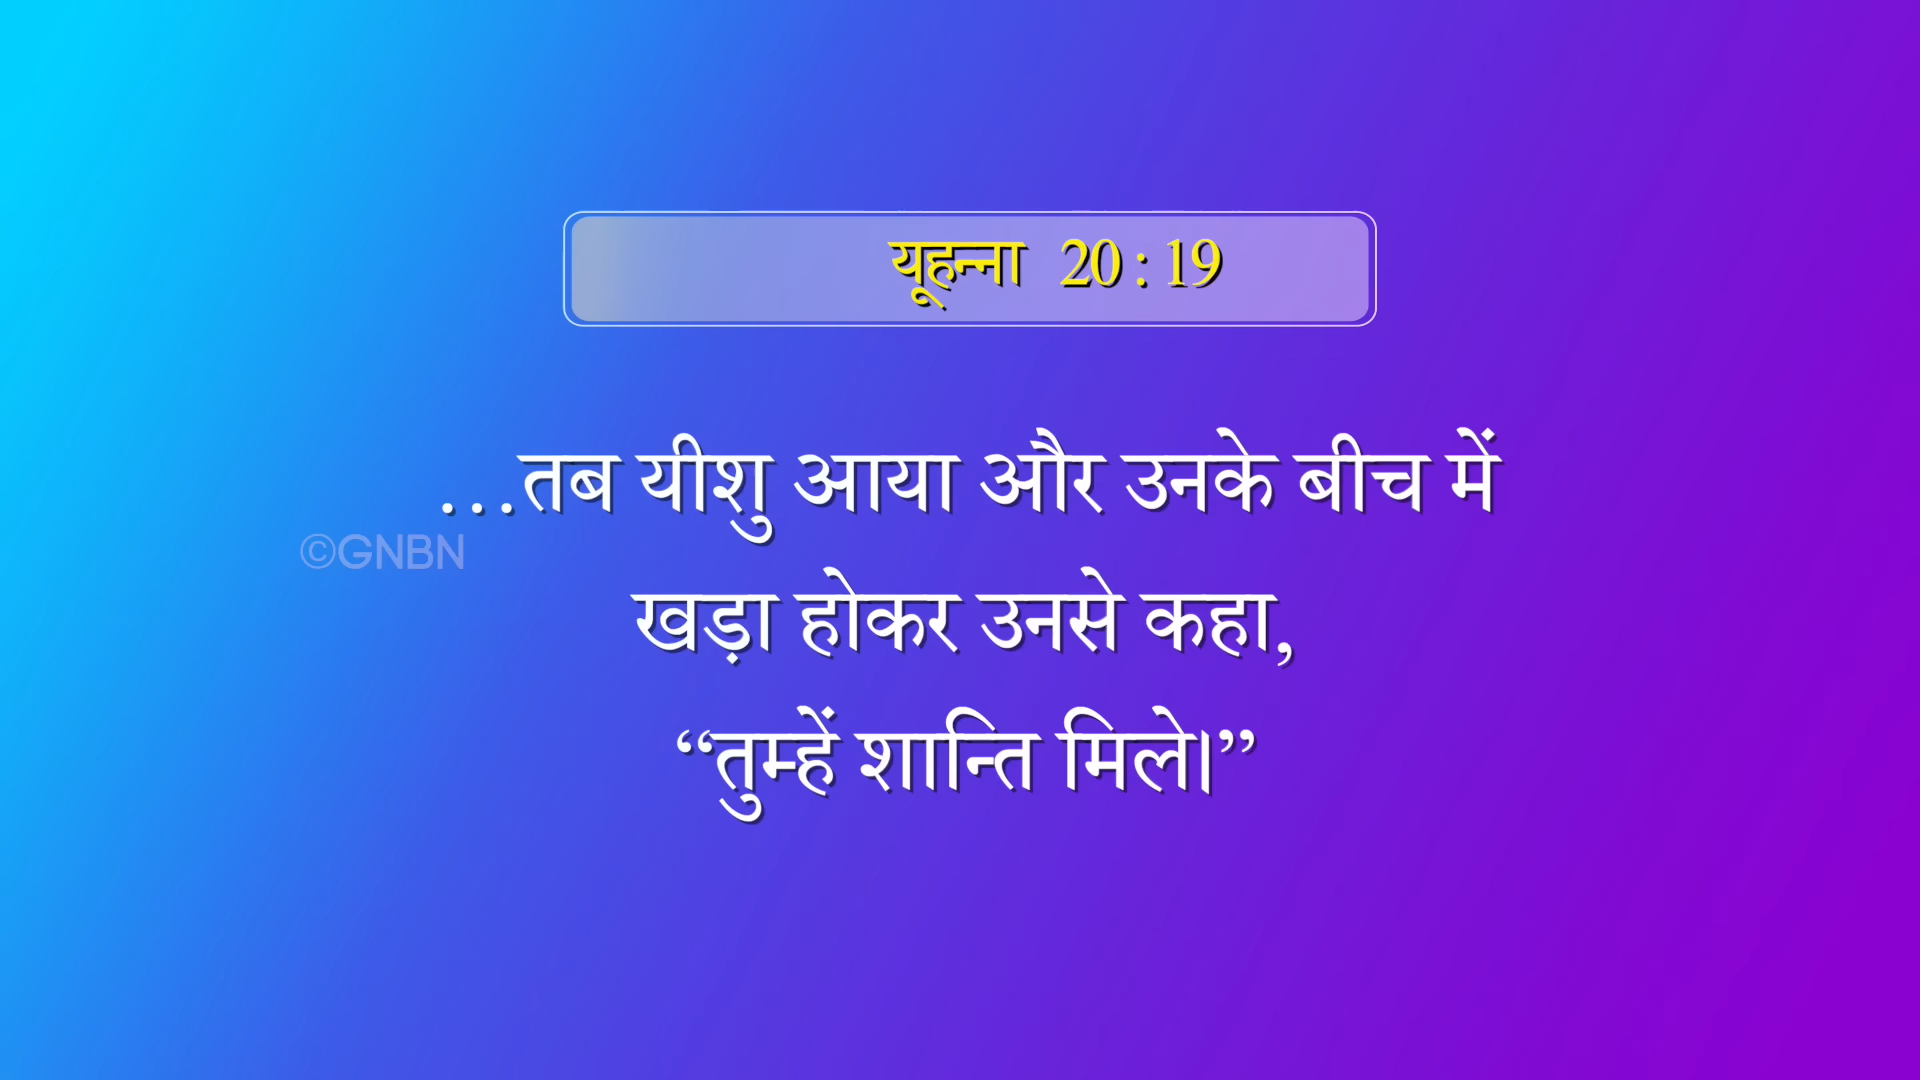 यूहन्ना 20 : 19
...तब यीशु आया और उनके बीच में
©GNBN
खड़ा होकर उनसे कहा,
“तुम्हें शान्ति मिले।”